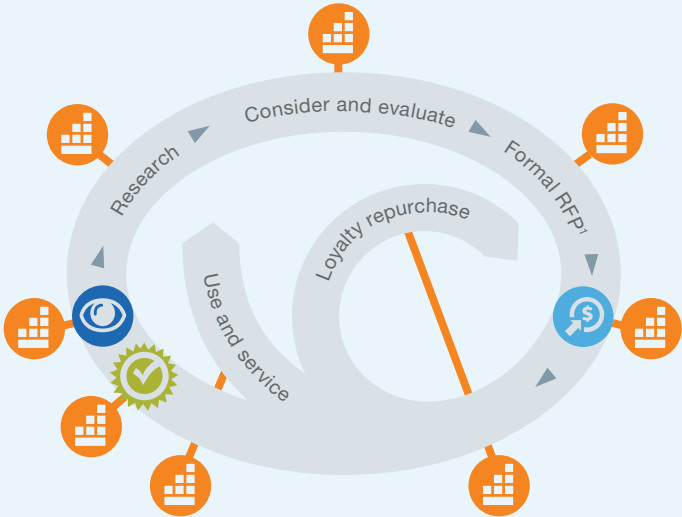 Consider and evaluate
Research
Formal RFP¹
Loyalty repurchase
Use and service
$